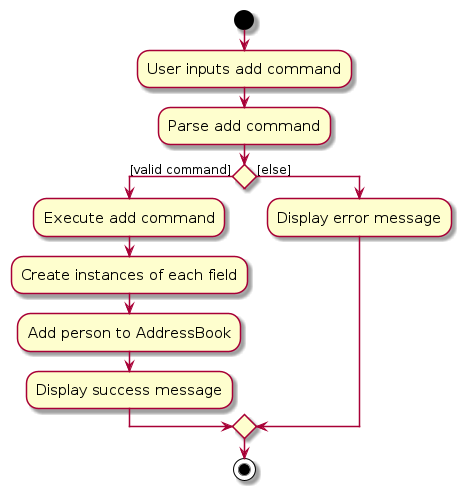 User inputs add command
Parse add command
[valid command]
[else]
Execute add command
Display error message
Create instances of each field
Add person to AddressBook
Display success message